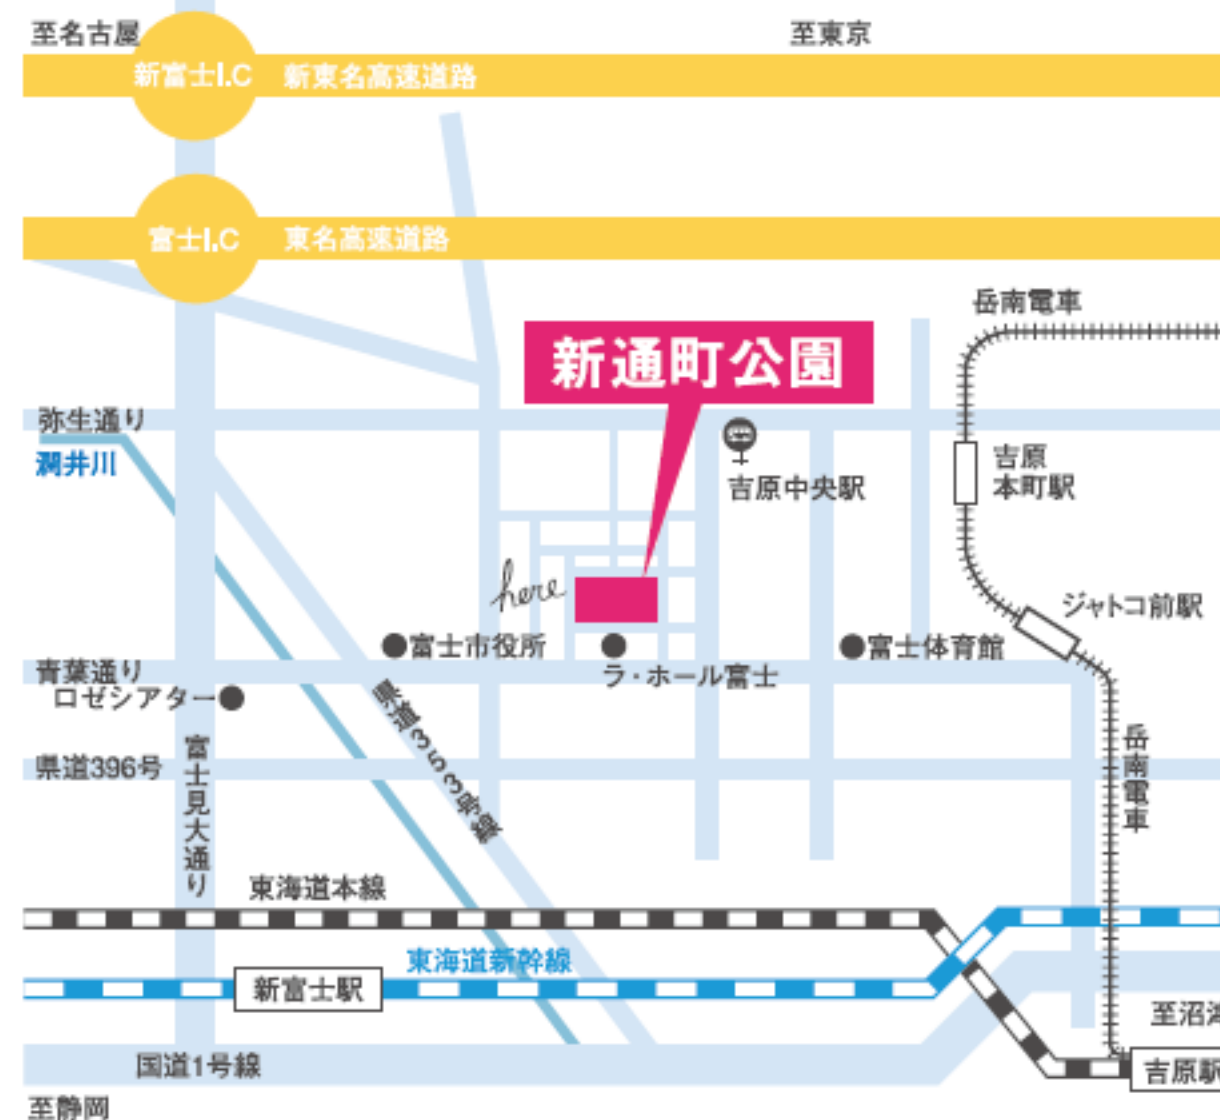 至名古屋
至東京
新富士I.C
新東名高速道路
富士I.C
東名高速道路
岳南電車
新通町公園
弥生通り
潤井川
吉原中央駅
吉原
本町駅
here
ジャトコ前駅
富士市役所
富士体育館
青葉通り
ラ・ホール富士
ロゼシアター
県道353号線
県道396号
富士見大通り
岳南電車
東海道本線
東海道新幹線
新富士駅
至沼津
国道1号線
吉原駅
至静岡